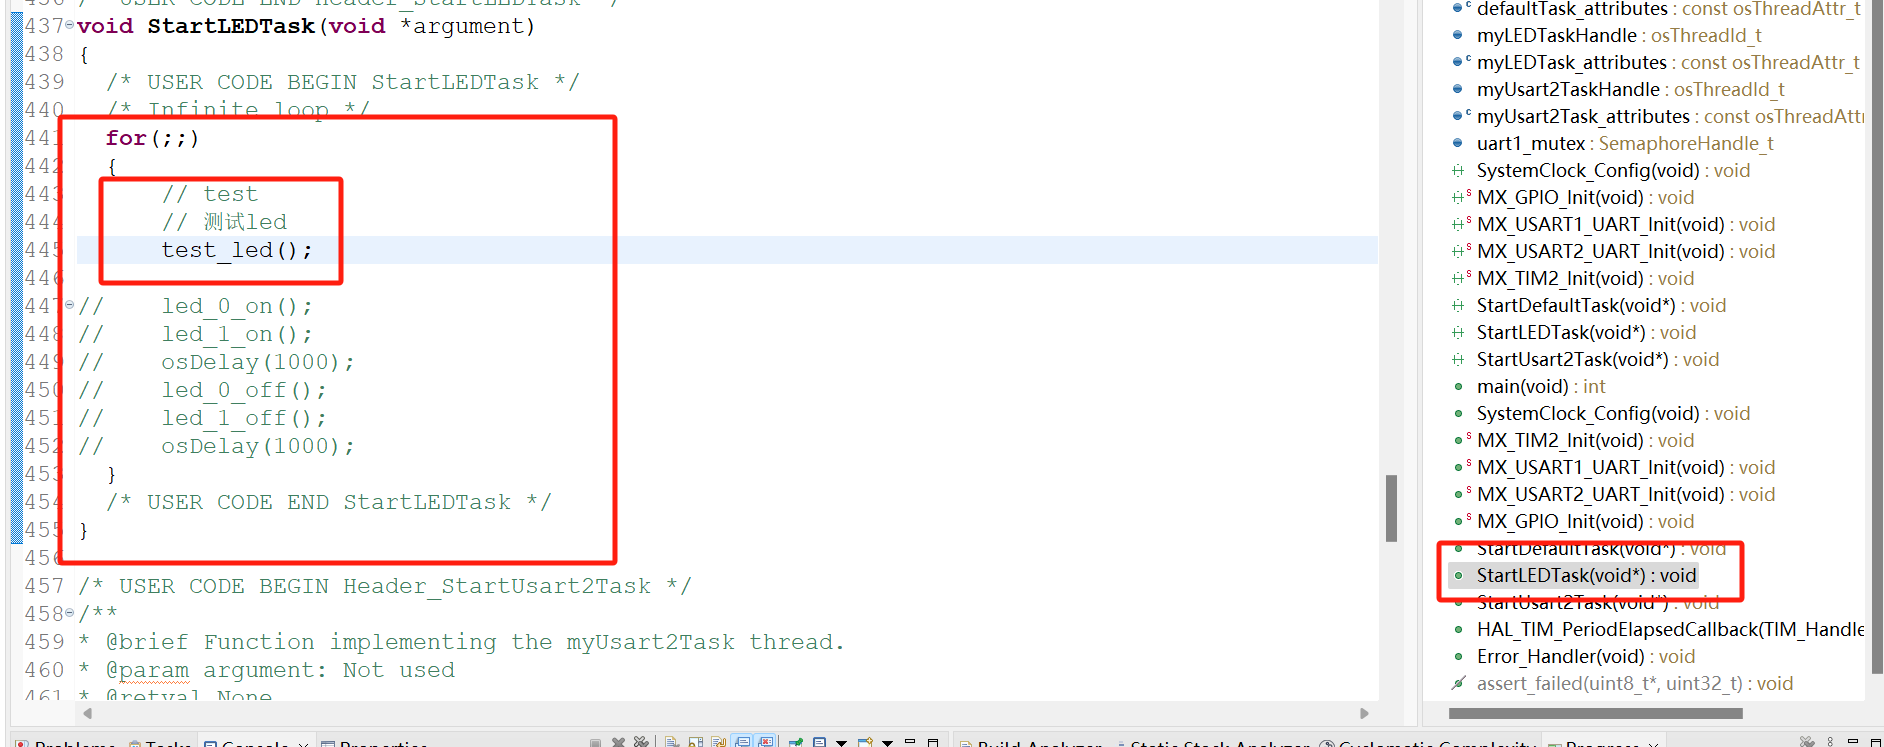 436 /* USER CODE END Header_StartLEDTask */
437 void StartLEDTask(void *argument)
438 {
439 /* USER CODE BEGIN StartLEDTask */
440 /* Infinite loop */
441 for(;;)
442 {
443 // test
444 // 测试led
445 test_led();
446
447 // led_0_on();
448 // led_1_on();
449 // osDelay(1000);
450 // led_0_off();
451 // led_1_off();
452 // osDelay(1000);
453 }
454 /* USER CODE END StartLEDTask */
455 }
456
457 /* USER CODE BEGIN Header_StartUsart2Task */
458 /**
459 * @brief Function implementing the myUsart2Task thread.
460 * @param argument: Not used
461 * @retval None
defaultTask_attributes : const osThreadAttr_t
myLEDTaskHandle : osThreadId_t
myLEDTask_attributes : const osThreadAttr_t
myUsart2TaskHandle : osThreadId_t
myUsart2Task_attributes : const osThreadAttr
uart1_mutex : SemaphoreHandle_t
SystemClock_Config(void) : void
MX_GPIO_Init(void) : void
MX_USART1_UART_Init(void) : void
MX_USART2_UART_Init(void) : void
MX_TIM2_Init(void) : void
StartDefaultTask(void*) : void
StartLEDTask(void*) : void
StartUsart2Task(void*) : void
main(void) : int
SystemClock_Config(void) : void
MX_TIM2_Init(void) : void
MX_USART1_UART_Init(void) : void
MX_USART2_UART_Init(void) : void
MX_GPIO_Init(void) : void
StartDefaultTask(void*) : void
StartLEDTask(void*) : void
StartUsart2Task(void*) : void
HAL_TIM_PeriodElapsedCallback(TIM_Handle
Error_Handler(void) : void
assert_failed(uint8_t*, uint32_t) : void
Problems Tasks Console Properties
Build Analyzer Static Stack Analyzer Cyclomatic Complexity Progress